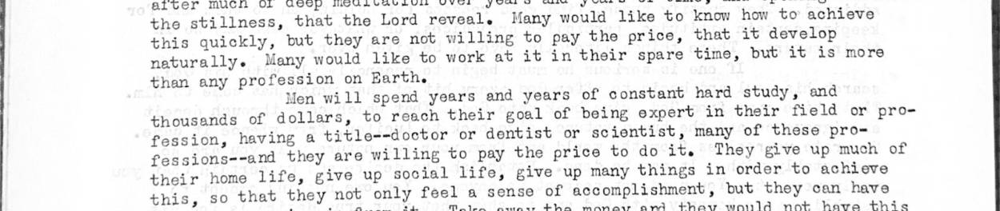 after much of deep meditation over years and years of time, and
the stillness, that the Lord reveal.  Many would like to know how to achieve
this quickly, but they are not willing to pay the price, that it develop
naturally.  Many would like to work at it in their spare time, but it is more
than any profession on Earth.
Men will spend years and years of constant hard study, and
thousands of dollars, to reach their goal of being expert in their field or pro-
fession, having a title--doctor or dentist or scientist, many of these pro-
fessions--and they are willing to pay the price to do it.  They give up much of
their home life, give up social life, give up many things in order to achieve
this, so that they not only feel a sense of accomplishment, but they can have
from it.  Take away the money and they would not have this